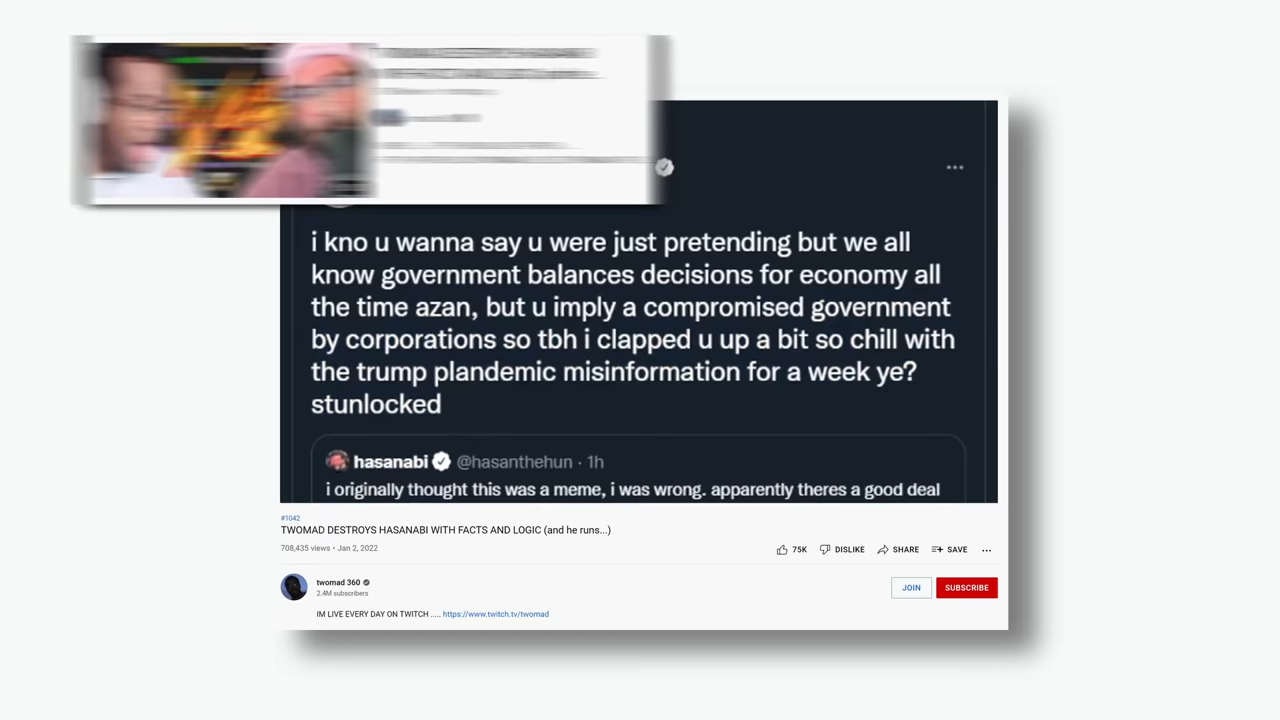 i kno u wanna say u were just pretending but we all
know government balances decisions for economy all
the time azan, but u imply a compromised government
by corporations so tbh i clapped u up a bit so chill with
the trump plandemic misinformation for a week ye?
stunlocked
hasanabi @hasanthehun · 1h
i originally thought this was a meme, i was wrong. apparently theres a good deal
#1042
TWOMAD DESTROYS HASANABI WITH FACTS AND LOGIC (and he runs...)
708,435 views • Jan 2, 2022
75K DISLIKE SHARE SAVE ...
twomad 360
2.4M subscribers
JOIN SUBSCRIBE
IM LIVE EVERY DAY ON TWITCH ..... https://www.twitch.tv/twomad